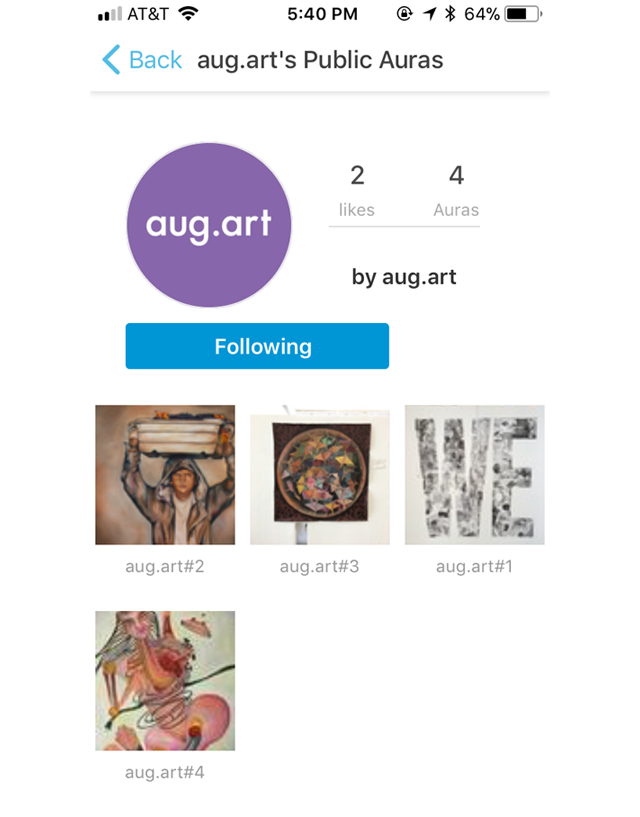 AT&T 5:40 PM 64%
Back aug.art's Public Auras
aug.art
2 4
likes Auras
by aug.art
Following
WE
aug.art#2 aug.art#3 aug.art#1
aug.art#4